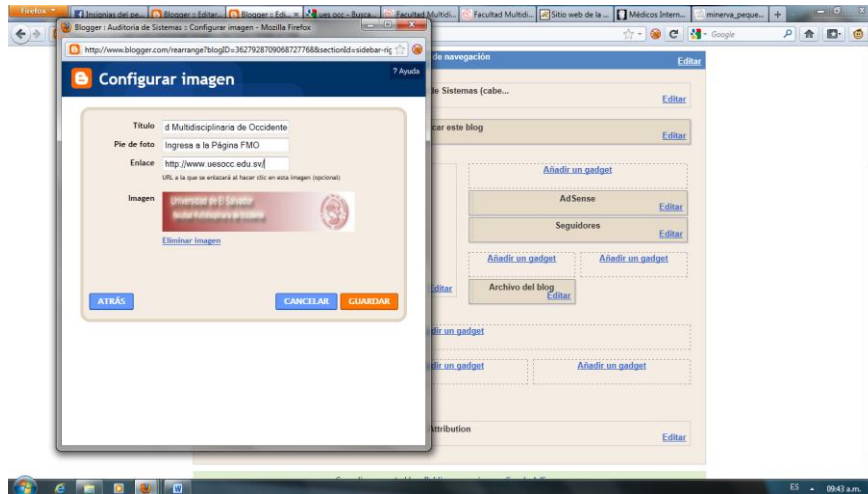 Firefox
Insignias del pe...
Blogger :: Editar...
Blogger :: Edi...
ues occ - Busca...
Facultad Multidi...
Facultad Multidi...
Sitio web de la ...
Médicos Intern...
minerva_peque...
Blogger : Auditoria de Sistemas :: Configurar imagen - Mozilla Firefox
http://www.blogger.com/rearrange?blogID=3627928709068727768&sectionId=sidebar-rig
Google
Configurar imagen
? Ayuda
Título
d Multidisciplinaria de Occidente
Pie de foto
Ingresa a la Página FMO
Enlace
http://www.uesocc.edu.sv/
URL a la que se enlazará al hacer clic en esta imagen (opcional)
Imagen
Universidad de El Salvador
Facultad Multidisciplinaria de Occidente
Eliminar imagen
ATRÁS
CANCELAR
GUARDAR
de navegación
Editar
de Sistemas (cabe...
Editar
car este blog
Editar
Añadir un gadget
AdSense
Editar
Seguidores
Editar
Añadir un gadget
Añadir un gadget
Editar
Archivo del blog
Editar
dir un gadget
dir un gadget
Añadir un gadget
Attribution
Editar
ES
09:43 a.m.